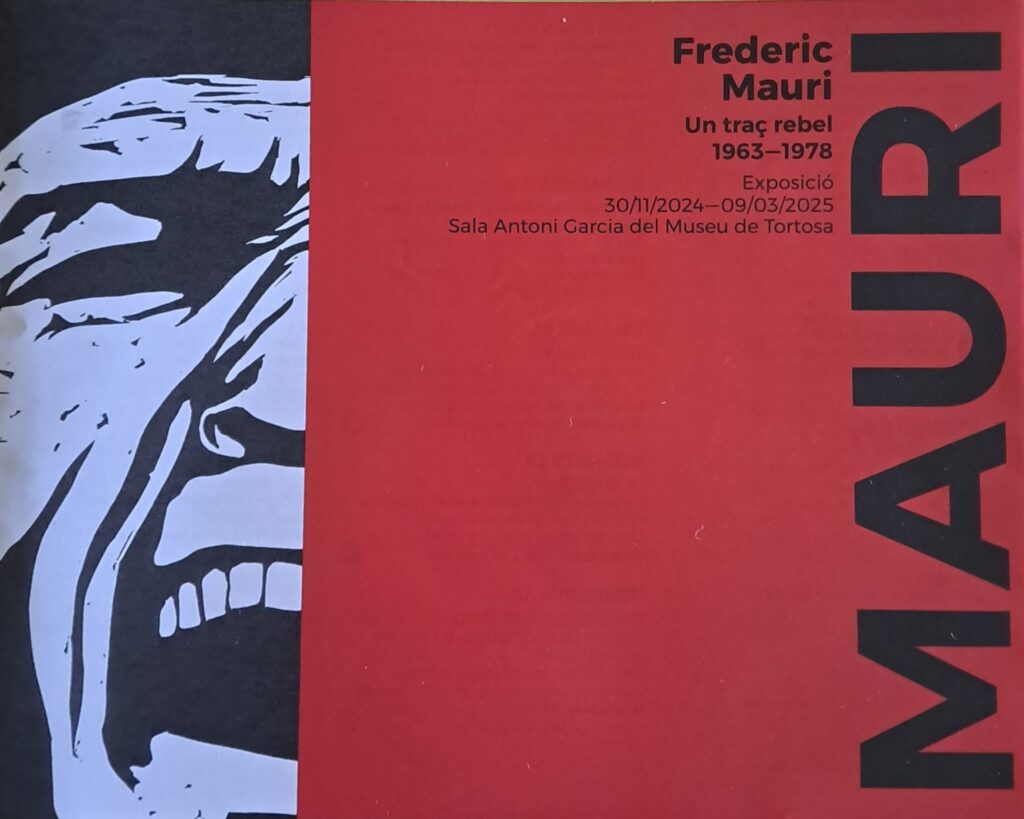 Frederic
Mauri
Un traç rebel
1963—1978
Exposició
30/11/2024—09/03/2025
Sala Antoni Garcia del Museu de Tortosa
MAURI